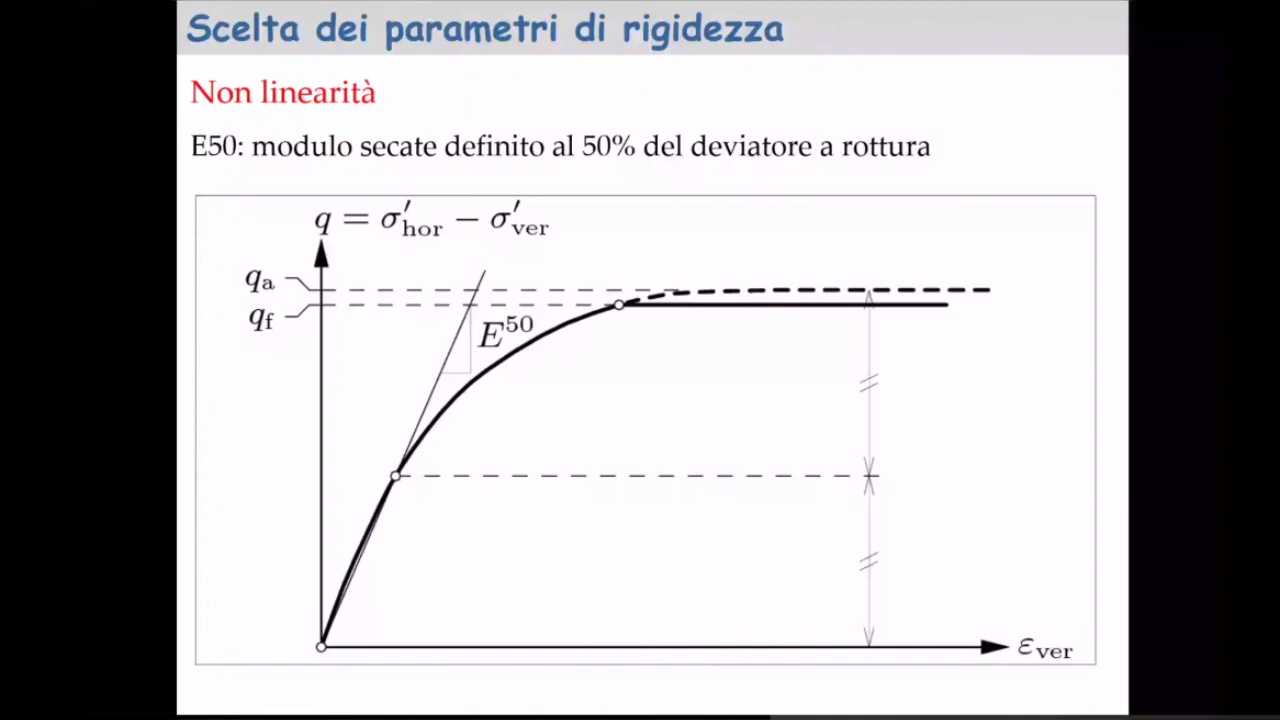 Scelta dei parametri di rigidezza
Non linearità
E50: modulo secate definito al 50% del deviatore a rottura
q = σ′hor − σ′ver
qa
qf
E50
εver